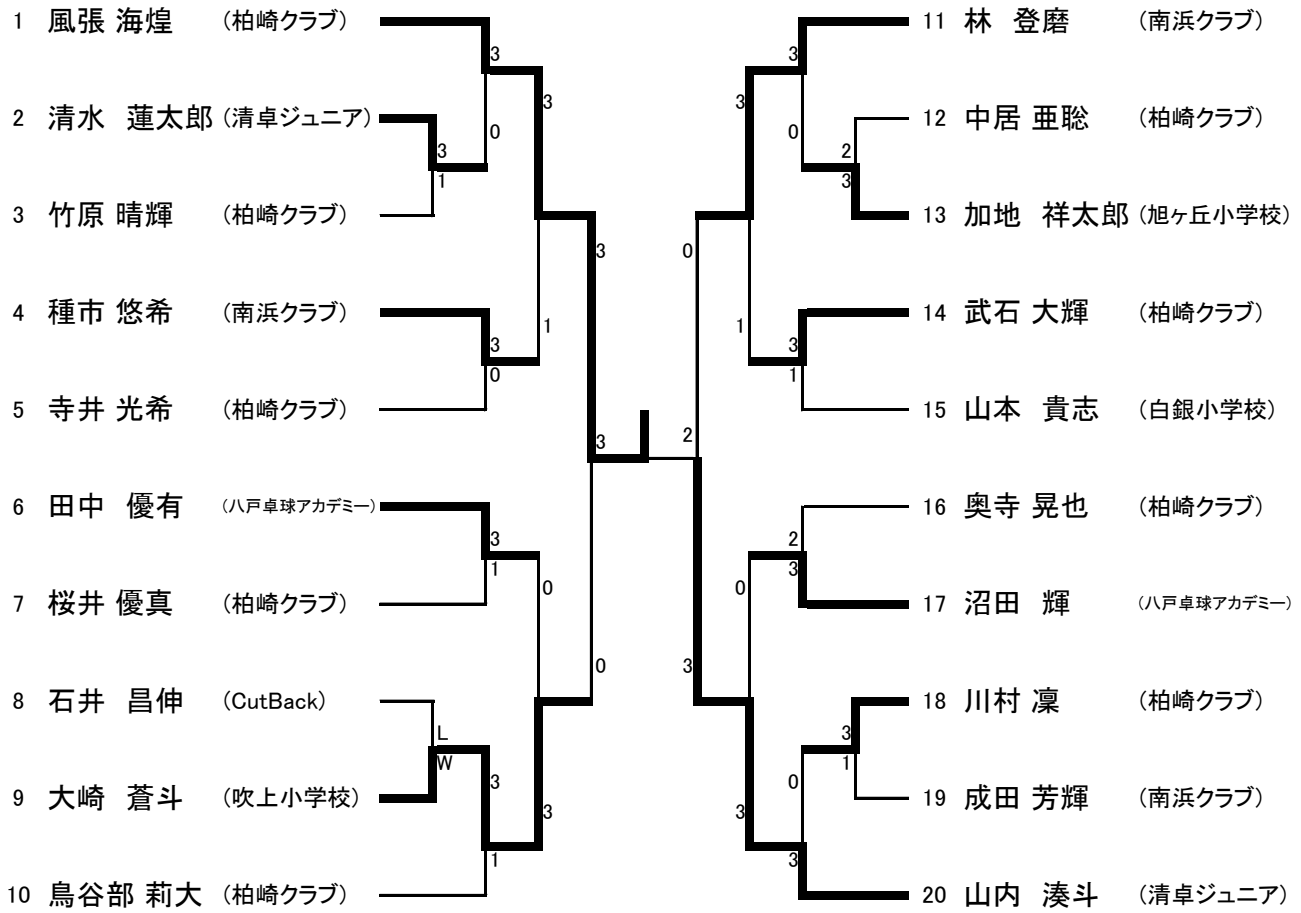 1 風張 海煌 (柏崎クラブ)
3
3
2 清水 蓮太郎 (清卓ジュニア)
0
3
1
3 竹原 晴輝 (柏崎クラブ)
3
4 種市 悠希 (南浜クラブ)
1
3
0
5 寺井 光希 (柏崎クラブ)
3
6 田中 優有 (八戸卓球アカデミー)
3
1
0
7 桜井 優真 (柏崎クラブ)
0
8 石井 昌伸 (CutBack)
L
W
3
9 大崎 蒼斗 (吹上小学校)
3
1
10 鳥谷部 莉大 (柏崎クラブ)
11 林 登磨 (南浜クラブ)
3
3
12 中居 亜聡 (柏崎クラブ)
0
2
3
13 加地 祥太郎 (旭ヶ丘小学校)
0
14 武石 大輝 (柏崎クラブ)
1
3
1
15 山本 貴志 (白銀小学校)
2
16 奥寺 晃也 (柏崎クラブ)
2
3
0
17 沼田 輝 (八戸卓球アカデミー)
3
18 川村 凜 (柏崎クラブ)
3
1
0
19 成田 芳輝 (南浜クラブ)
3
3
20 山内 湊斗 (清卓ジュニア)